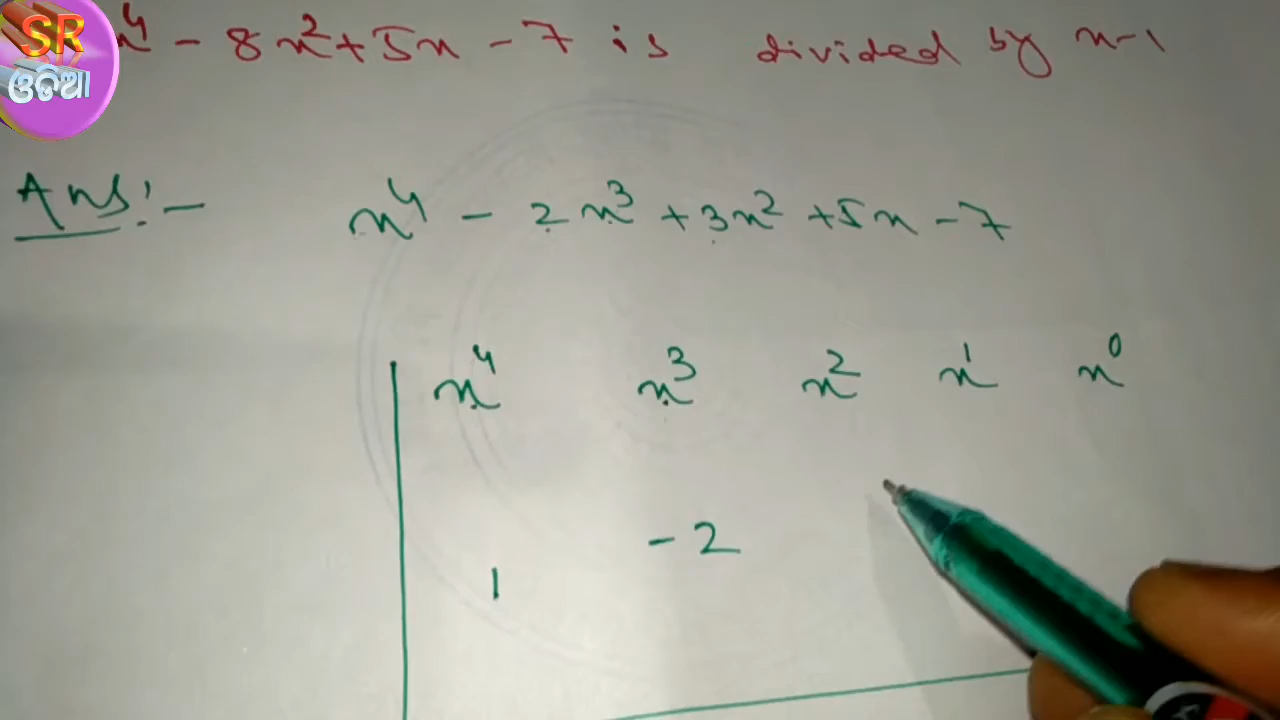 SR
ଓଡିଆ
x⁴ - 8x² + 5x - 7 is divided by x-1
Ans:- x⁴ - 2x³ + 3x² + 5x - 7
x⁴ x³ x² x¹ x⁰
1 -2